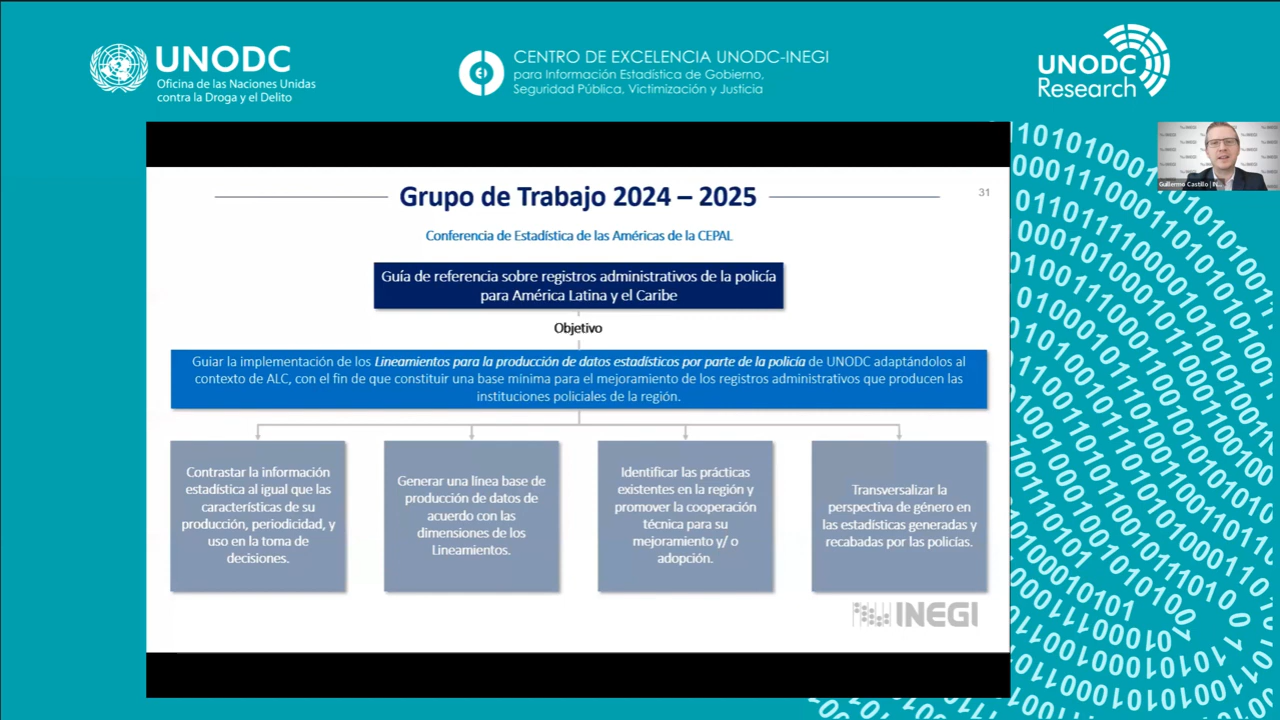 UNODC
Oficina de las Naciones Unidas
contra la Droga y el Delito
CENTRO DE EXCELENCIA UNODC-INEGI
para Información Estadística de Gobierno,
Seguridad Pública, Victimización y Justicia
UNODC
Research
Guillermo Castillo | IN...
31
Grupo de Trabajo 2024 – 2025
Conferencia de Estadística de las Américas de la CEPAL
Guía de referencia sobre registros administrativos de la policía
para América Latina y el Caribe
Objetivo
Guiar la implementación de los Lineamientos para la producción de datos estadísticos por parte de la policía de UNODC adaptándolos al
contexto de ALC, con el fin de que constituir una base mínima para el mejoramiento de los registros administrativos que producen las
instituciones policiales de la región.
Contrastar la información
estadística al igual que las
características de su
producción, periodicidad, y
uso en la toma de
decisiones.
Generar una línea base de
producción de datos de
acuerdo con las
dimensiones de los
Lineamientos.
Identificar las prácticas
existentes en la región y
promover la cooperación
técnica para su
mejoramiento y/ o
adopción.
Transversalizar la
perspectiva de género en
las estadísticas generadas y
recabadas por las policías.
INEGI